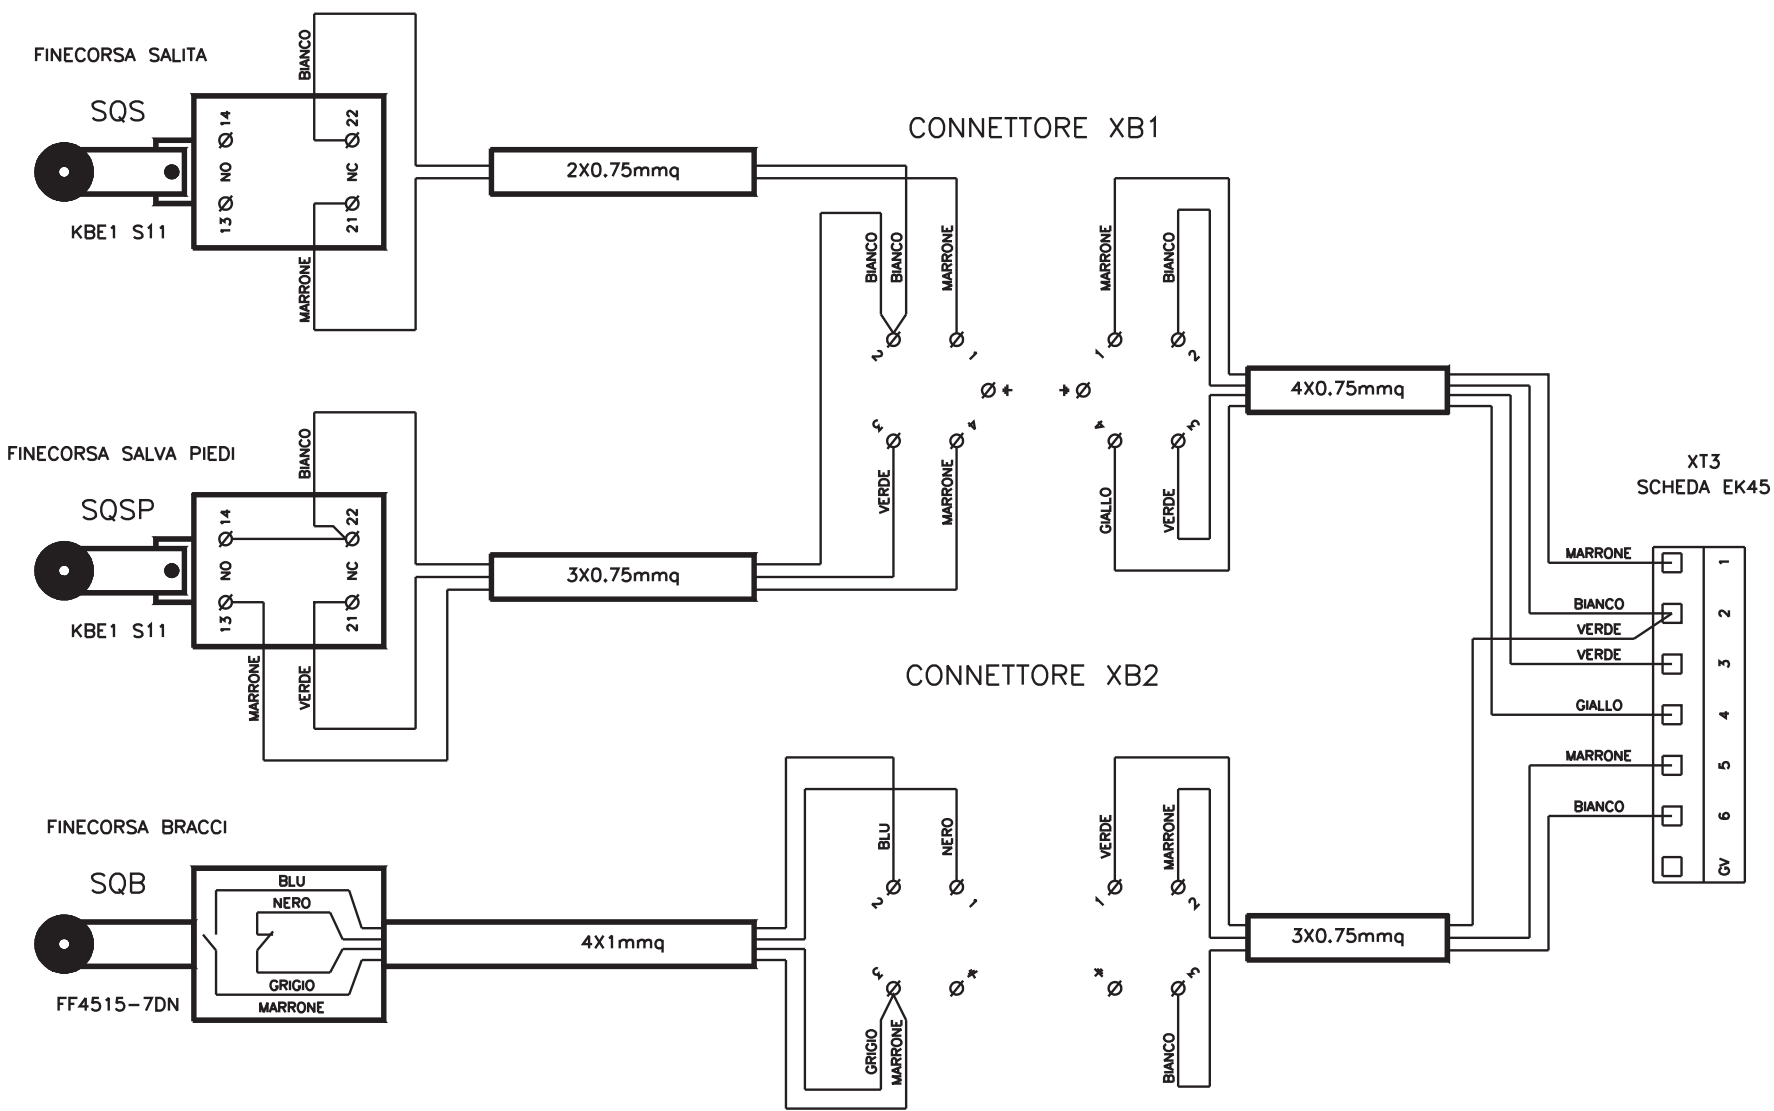 FINECORSA SALITA
SQS
KBE1 S11
BIANCO
14
22
NO
NC
13
21
MARRONE
2X0.75mmq
CONNETTORE XB1
BIANCO
BIANCO
MARRONE
2
1
3
4
VERDE
MARRONE
MARRONE
BIANCO
1
2
4
3
GIALLO
VERDE
4X0.75mmq
FINECORSA SALVA PIEDI
SQSP
KBE1 S11
BIANCO
14
22
NO
NC
13
21
MARRONE
VERDE
3X0.75mmq
XT3
SCHEDA EK45
MARRONE
1
BIANCO
2
VERDE
VERDE
3
GIALLO
4
MARRONE
5
BIANCO
6
GV
CONNETTORE XB2
FINECORSA BRACCI
SQB
FF4515-7DN
BLU
NERO
GRIGIO
MARRONE
4X1mmq
BLU
NERO
2
1
3
GRIGIO
MARRONE
VERDE
MARRONE
1
2
3
BIANCO
3X0.75mmq